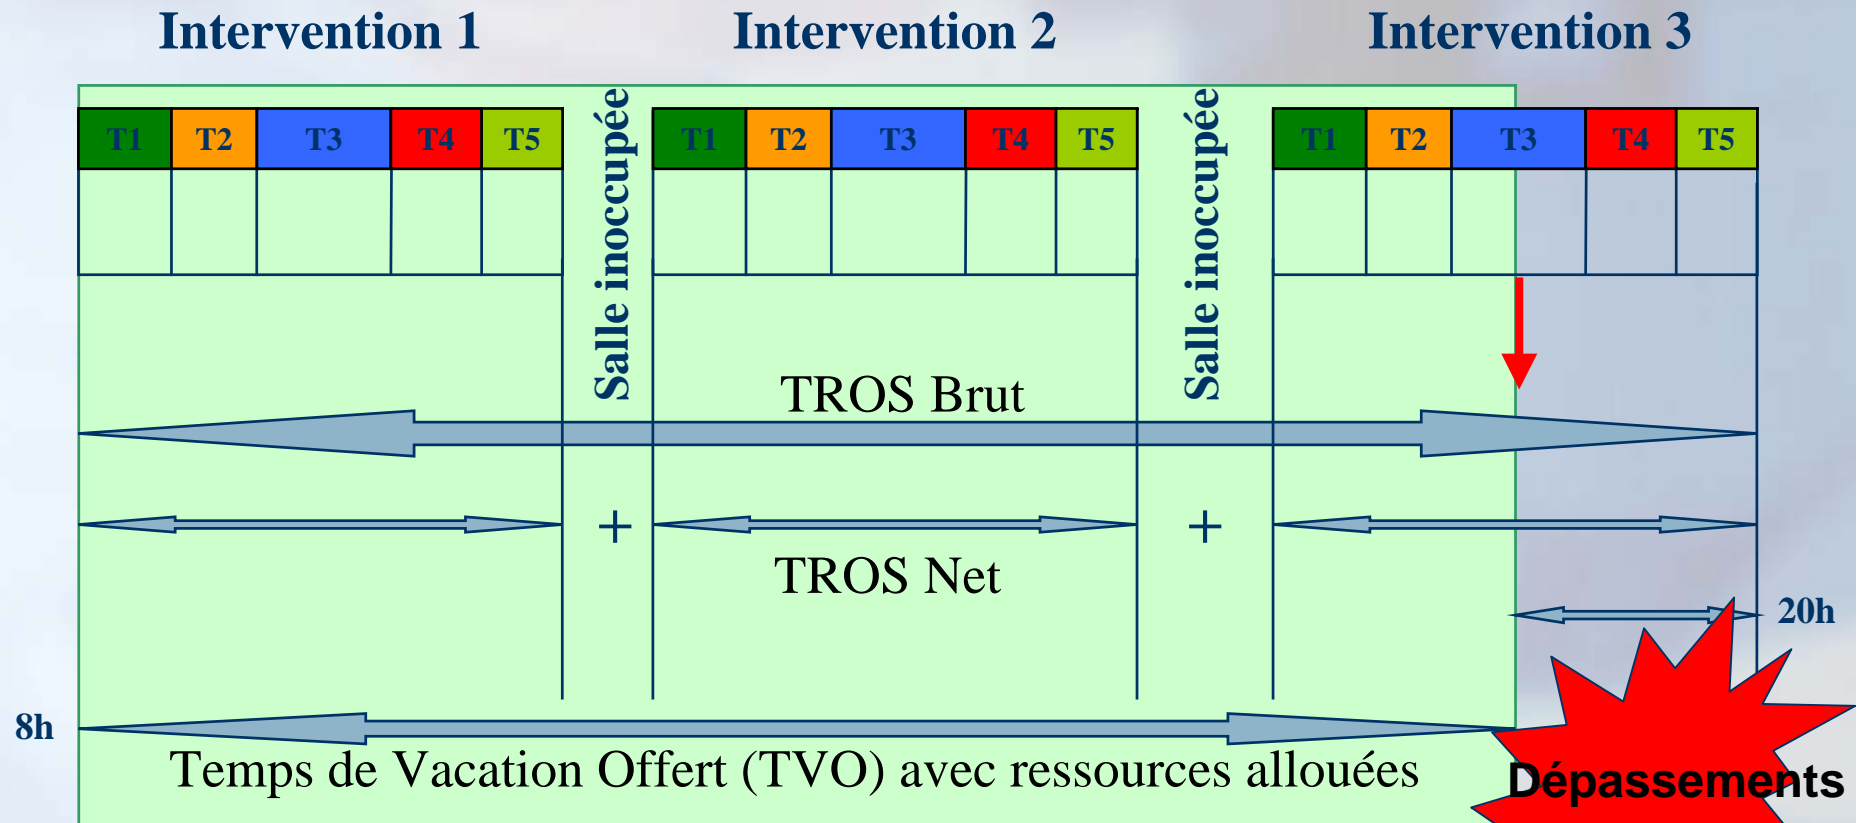 Intervention 1 Intervention 2 Intervention 3
T1 T2 T3 T4 T5 T1 T2 T3 T4 T5 T1 T2 T3 T4 T5
Salle inoccupée
Salle inoccupée
TROS Brut
+ +
TROS Net
20h
8h
Temps de Vacation Offert (TVO) avec ressources allouées
Dépassements